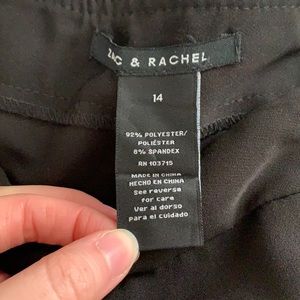 ZAC & RACHEL
14
92% POLYESTER/
POLIÉSTER
8% SPANDEX
RN 103715
MADE IN CHINA
HECHO EN CHINA
See reverse
for care
Ver al dorso
Para el cuidado